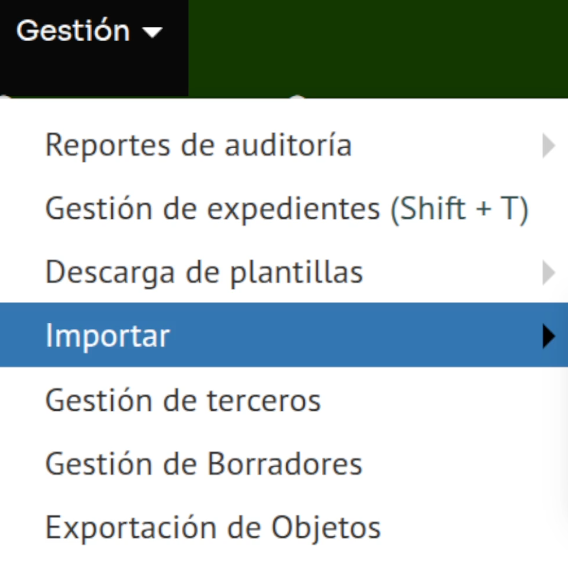 Gestión
Reportes de auditoría
Gestión de expedientes (Shift + T)
Descarga de plantillas
Importar
Gestión de terceros
Gestión de Borradores
Exportación de Objetos